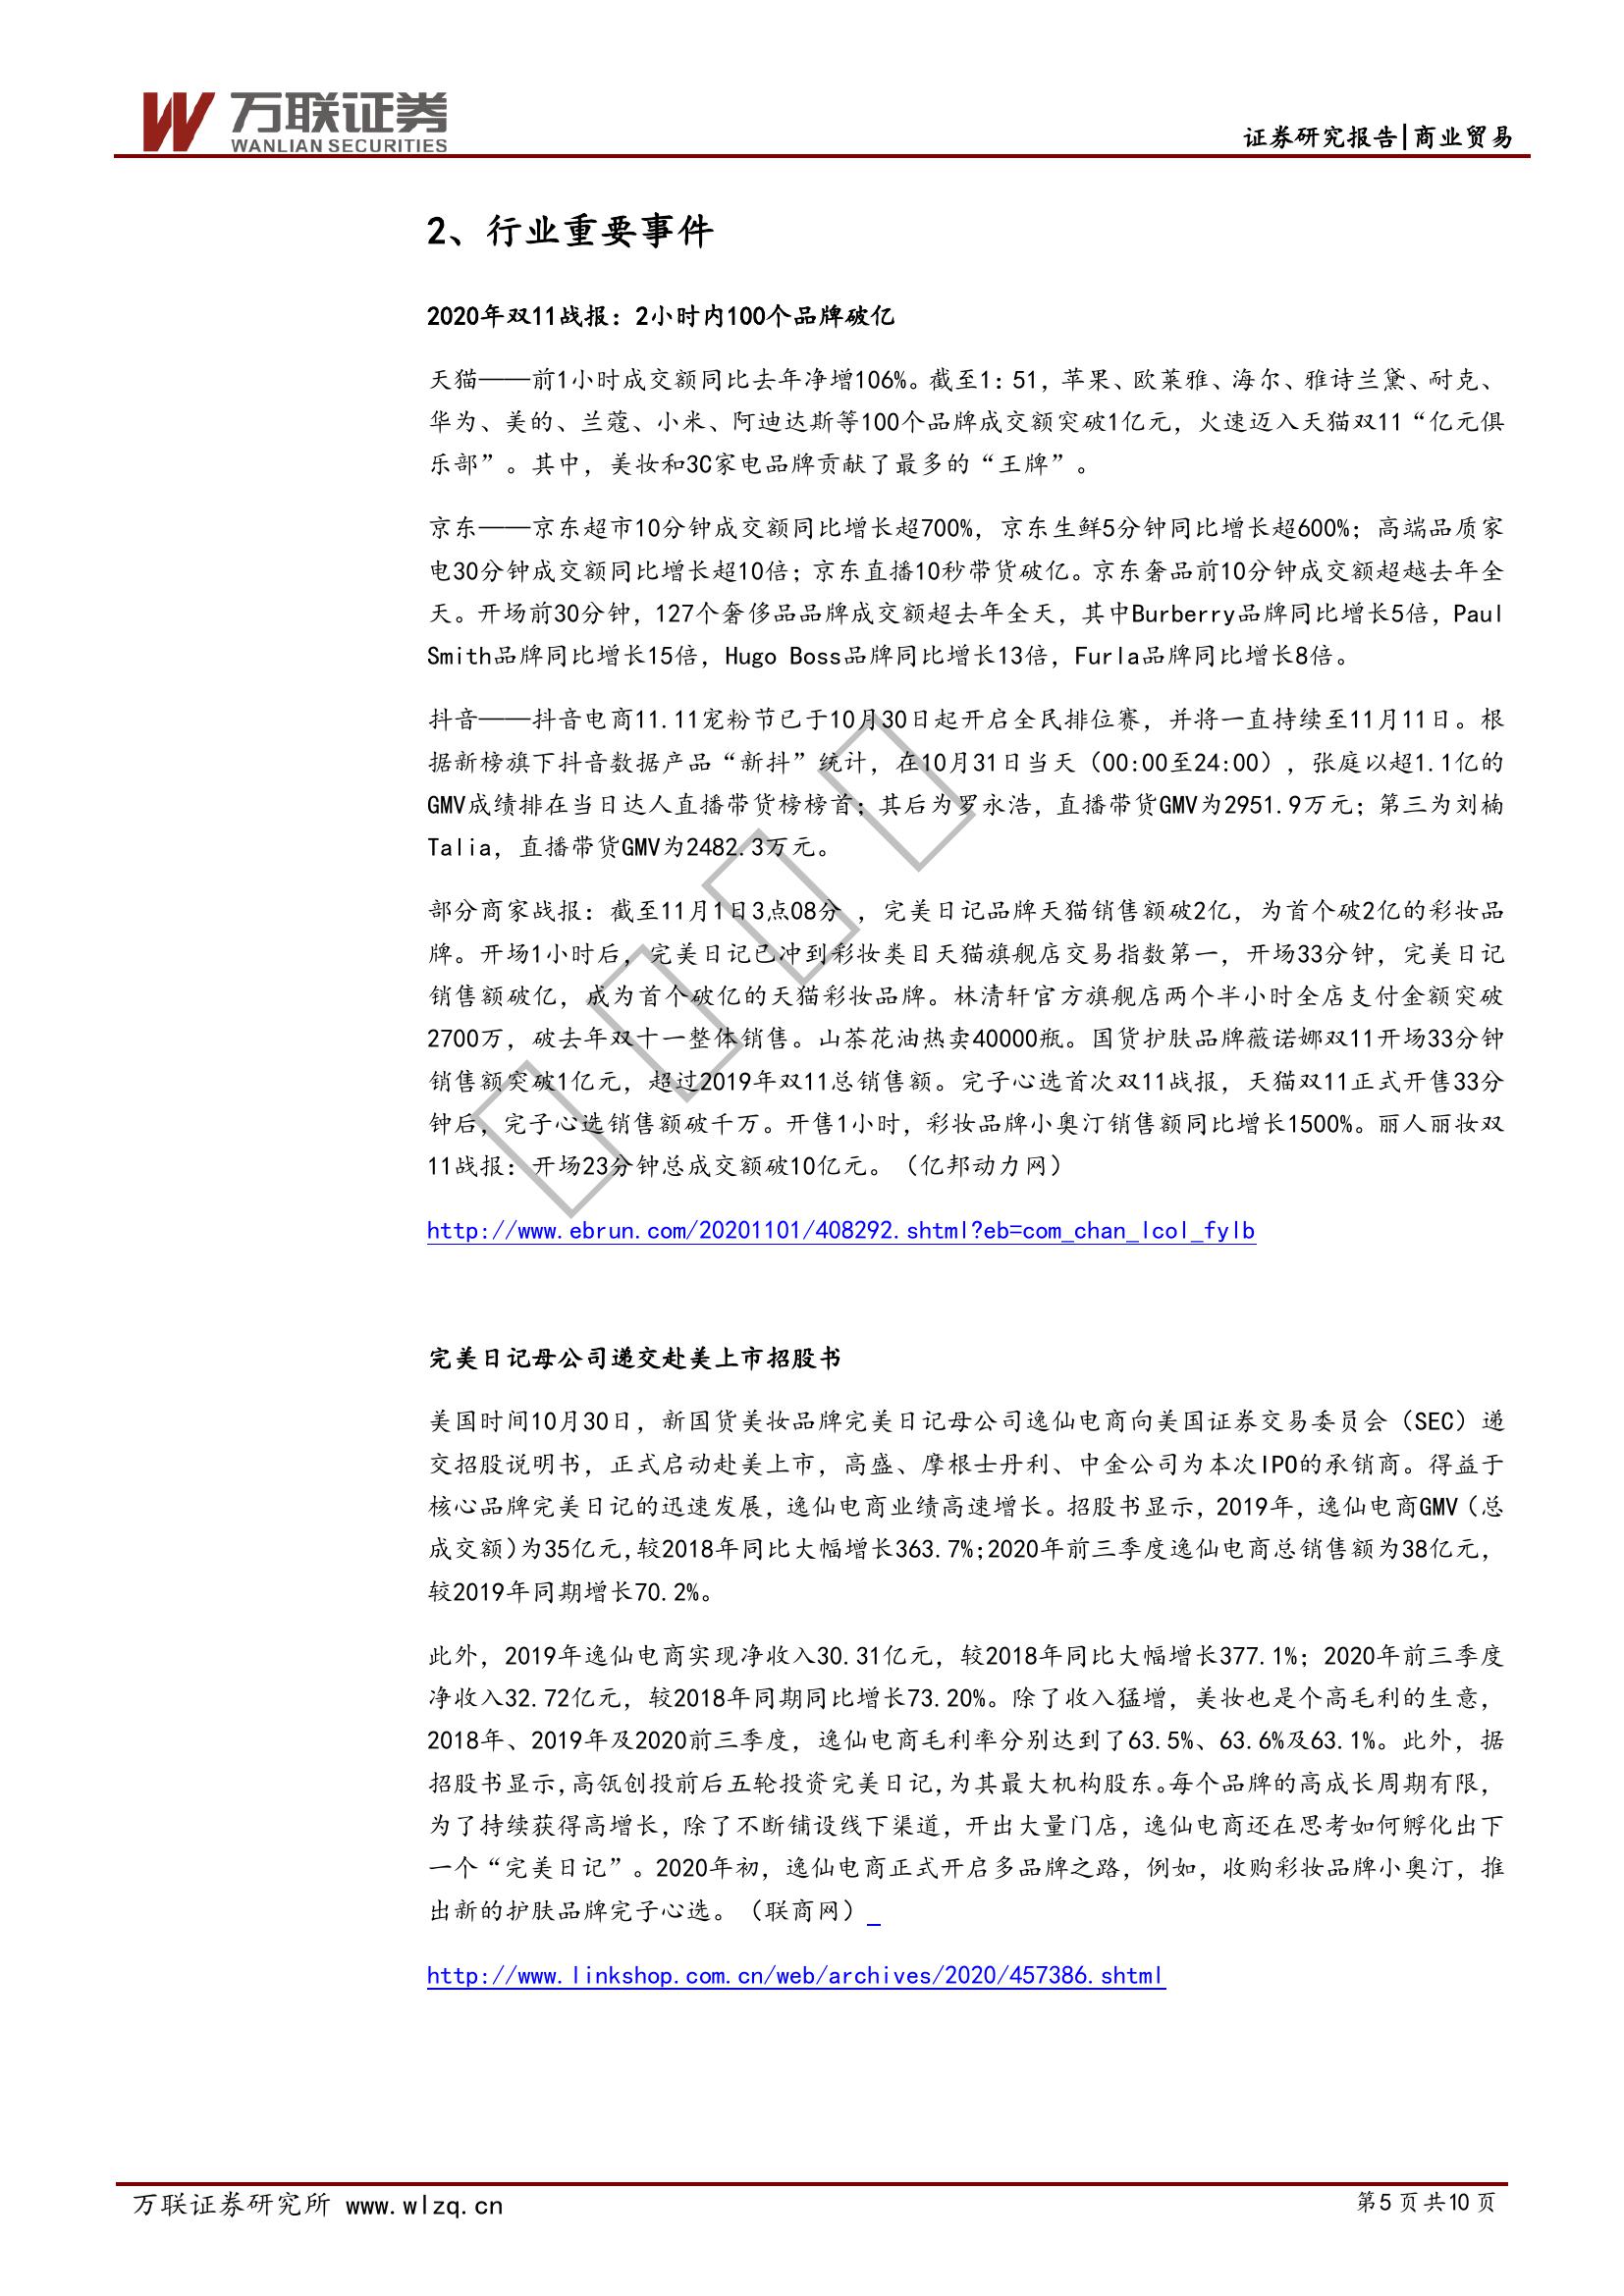 万联证券
WANLIAN SECURITIES
证券研究报告|商业贸易
2、行业重要事件
2020年双11战报：2小时内100个品牌破亿
天猫——前1小时成交额同比去年净增106%。截至1：51，苹果、欧莱雅、海尔、雅诗兰黛、耐克、
华为、美的、兰蔻、小米、阿迪达斯等100个品牌成交额突破1亿元，火速迈入天猫双11“亿元俱
乐部”。其中，美妆和3C家电品牌贡献了最多的“王牌”。
京东——京东超市10分钟成交额同比增长超700%，京东生鲜5分钟同比增长超600%；高端品质家
电30分钟成交额同比增长超10倍；京东直播10秒带货破亿。京东奢品前10分钟成交额超越去年全
天。开场前30分钟，127个奢侈品品牌成交额超去年全天，其中Burberry品牌同比增长5倍，Paul
Smith品牌同比增长15倍，Hugo Boss品牌同比增长13倍，Furla品牌同比增长8倍。
抖音——抖音电商11.11宠粉节已于10月30日起开启全民排位赛，并将一直持续至11月11日。根
据新榜旗下抖音数据产品“新抖”统计，在10月31日当天（00:00至24:00），张庭以超1.1亿的
GMV成绩排在当日达人直播带货榜榜首；其后为罗永浩，直播带货GMV为2951.9万元；第三为刘楠
Talia，直播带货GMV为2482.3万元。
部分商家战报：截至11月1日3点08分 ，完美日记品牌天猫销售额破2亿，为首个破2亿的彩妆品
牌。开场1小时后，完美日记已冲到彩妆类目天猫旗舰店交易指数第一，开场33分钟，完美日记
销售额破亿，成为首个破亿的天猫彩妆品牌。林清轩官方旗舰店两个半小时全店支付金额突破
2700万，破去年双十一整体销售。山茶花油热卖40000瓶。国货护肤品牌薇诺娜双11开场33分钟
销售额突破1亿元，超过2019年双11总销售额。完子心选首次双11战报，天猫双11正式开售33分
钟后，完子心选销售额破千万。开售1小时，彩妆品牌小奥汀销售额同比增长1500%。丽人丽妆双
11战报：开场23分钟总成交额破10亿元。（亿邦动力网）
http://www.ebrun.com/20201101/408292.shtml?eb=com_chan_lcol_fylb
完美日记母公司递交赴美上市招股书
美国时间10月30日，新国货美妆品牌完美日记母公司逸仙电商向美国证券交易委员会（SEC）递
交招股说明书，正式启动赴美上市，高盛、摩根士丹利、中金公司为本次IPO的承销商。得益于
核心品牌完美日记的迅速发展，逸仙电商业绩高速增长。招股书显示，2019年，逸仙电商GMV（总
成交额）为35亿元，较2018年同比大幅增长363.7%；2020年前三季度逸仙电商总销售额为38亿元，
较2019年同期增长70.2%。
此外，2019年逸仙电商实现净收入30.31亿元，较2018年同比大幅增长377.1%；2020年前三季度
净收入32.72亿元，较2018年同期同比增长73.20%。除了收入猛增，美妆也是个高毛利的生意，
2018年、2019年及2020前三季度，逸仙电商毛利率分别达到了63.5%、63.6%及63.1%。此外，据
招股书显示，高瓴创投前后五轮投资完美日记，为其最大机构股东。每个品牌的高成长周期有限，
为了持续获得高增长，除了不断铺设线下渠道，开出大量门店，逸仙电商还在思考如何孵化出下
一个“完美日记”。2020年初，逸仙电商正式开启多品牌之路，例如，收购彩妆品牌小奥汀，推
出新的护肤品牌完子心选。（联商网）
http://www.linkshop.com.cn/web/archives/2020/457386.shtml
万联证券研究所 www.wlzq.cn
第5页共10页